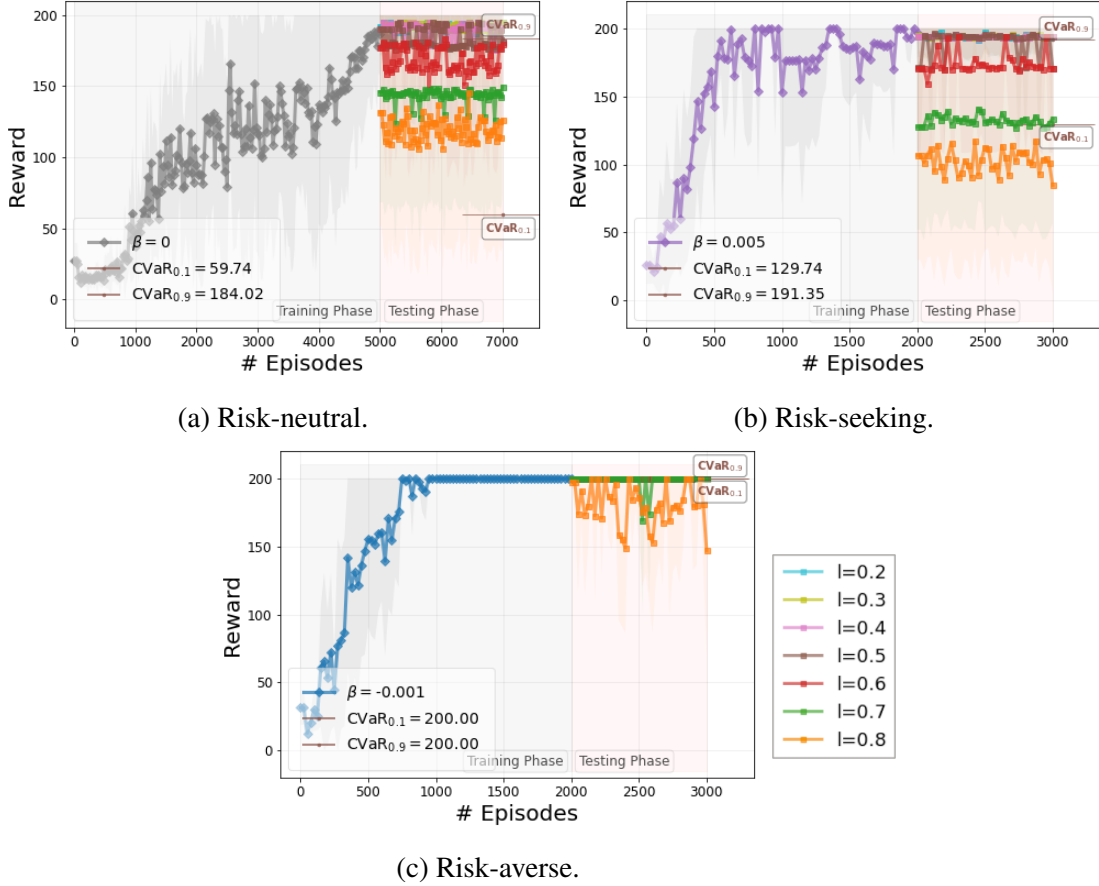 200
150
100
50
0
Reward
CVaR0.9
CVaR0.1
β = 0
CVaR0.1 = 59.74
CVaR0.9 = 184.02
Training Phase
Testing Phase
0 1000 2000 3000 4000 5000 6000 7000
# Episodes
(a) Risk-neutral.
200
150
100
50
0
Reward
CVaR0.9
CVaR0.1
β = 0.005
CVaR0.1 = 129.74
CVaR0.9 = 191.35
Training Phase
Testing Phase
0 500 1000 1500 2000 2500 3000
# Episodes
(b) Risk-seeking.
200
150
100
50
0
Reward
CVaR0.9
CVaR0.1
β = -0.001
CVaR0.1 = 200.00
CVaR0.9 = 200.00
Training Phase
Testing Phase
0 500 1000 1500 2000 2500 3000
# Episodes
l=0.2
l=0.3
l=0.4
l=0.5
l=0.6
l=0.7
l=0.8
(c) Risk-averse.